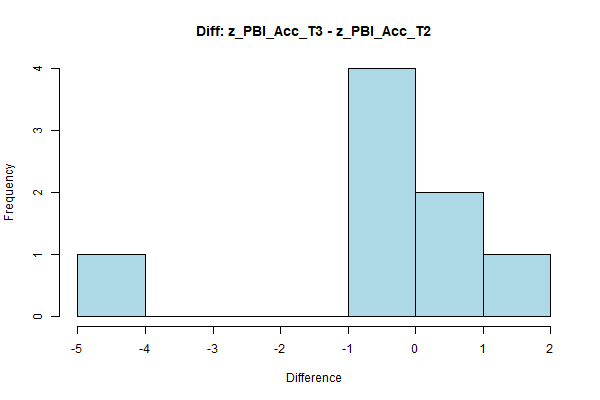 Diff: z_PBI_Acc_T3 - z_PBI_Acc_T2
4
3
2
1
0
Frequency
-5 -4 -3 -2 -1 0 1 2
Difference